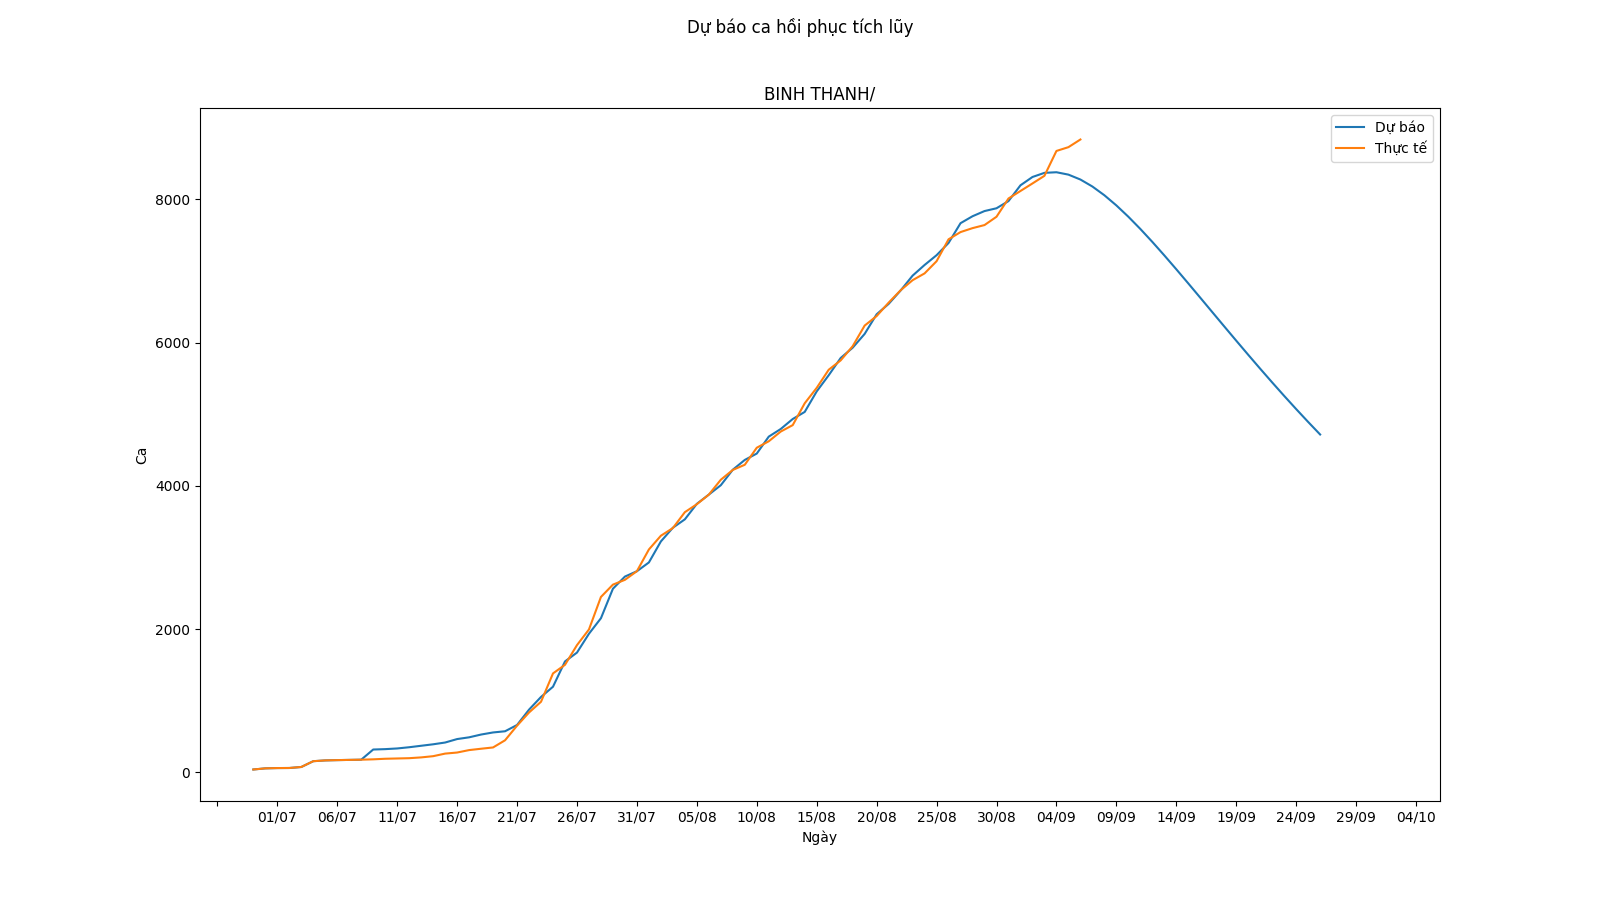 Dự báo ca hồi phục tích lũy
BINH THANH/
Dự báo
Thực tế
8000
6000
4000
2000
0
Ca
01/07 06/07 11/07 16/07 21/07 26/07 31/07 05/08 10/08 15/08 20/08 25/08 30/08 04/09 09/09 14/09 19/09 24/09 29/09 04/10
Ngày